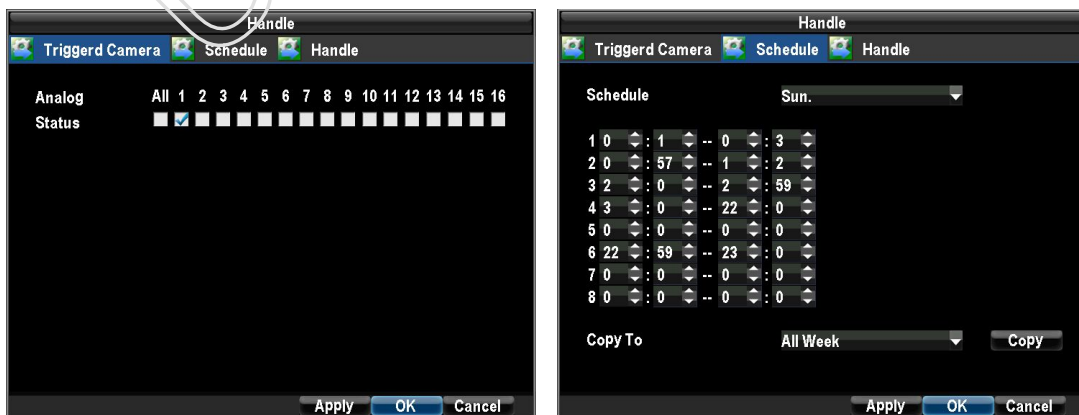 Handle
Triggerd Camera Schedule Handle
Analog All 1 2 3 4 5 6 7 8 9 10 11 12 13 14 15 16
Status
Apply OK Cancel
Handle
Triggerd Camera Schedule Handle
Schedule Sun.
1 0 : 1 -- 0 : 3
2 0 : 57 -- 1 : 2
3 2 : 0 -- 2 : 59
4 3 : 0 -- 22 : 0
5 0 : 0 -- 0 : 0
6 22 : 59 -- 23 : 0
7 0 : 0 -- 0 : 0
8 0 : 0 -- 0 : 0
Copy To All Week Copy
Apply OK Cancel